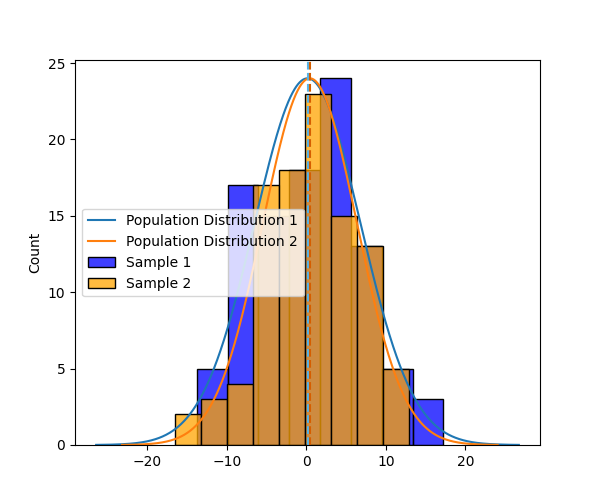 25
20
15
10
5
0
Count
Population Distribution 1
Population Distribution 2
Sample 1
Sample 2
−20 −10 0 10 20